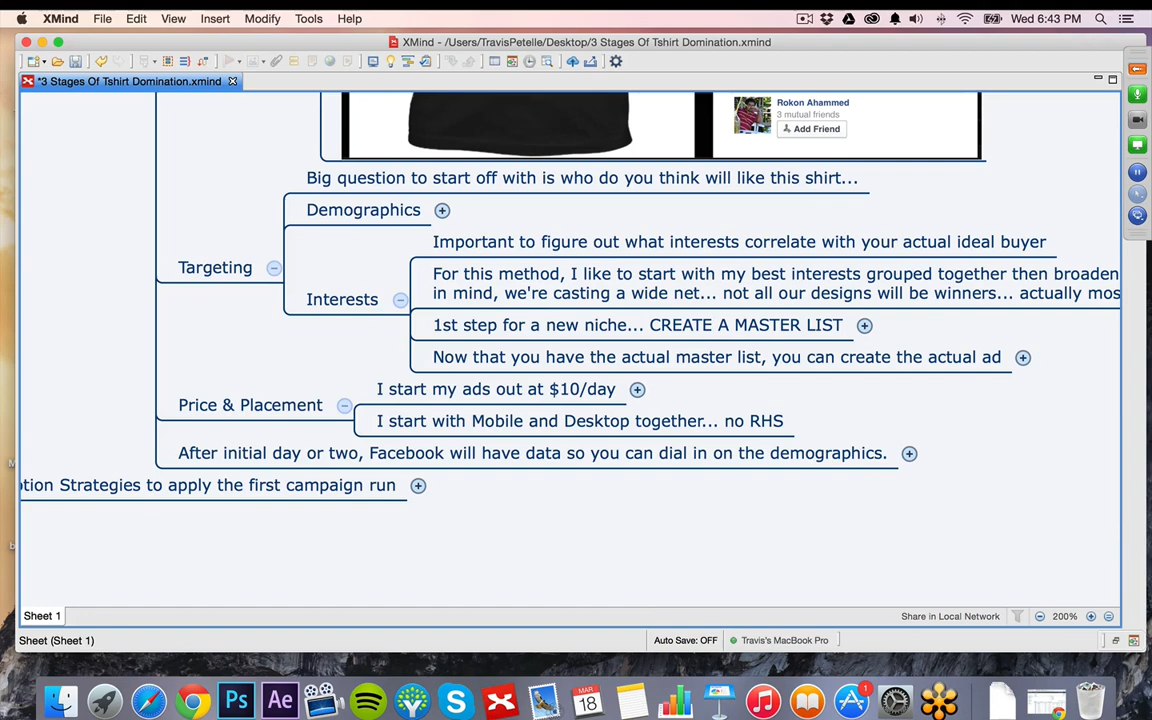 XMind File Edit View Insert Modify Tools Help Wed 6:43 PM
XMind - /Users/TravisPetelle/Desktop/3 Stages Of Tshirt Domination.xmind
*3 Stages Of Tshirt Domination.xmind
Rokon Ahammed
3 mutual friends
Add Friend
Big question to start off with is who do you think will like this shirt...
Demographics
Important to figure out what interests correlate with your actual ideal buyer
Targeting
For this method, I like to start with my best interests grouped together then broaden
in mind, we're casting a wide net... not all our designs will be winners... actually mos
Interests
1st step for a new niche... CREATE A MASTER LIST
Now that you have the actual master list, you can create the actual ad
I start my ads out at $10/day
Price & Placement
I start with Mobile and Desktop together... no RHS
After initial day or two, Facebook will have data so you can dial in on the demographics.
tion Strategies to apply the first campaign run
Sheet 1
Share in Local Network
200%
Sheet (Sheet 1)
Auto Save: OFF
Travis's MacBook Pro
Ps
Ae
MAR
18
1